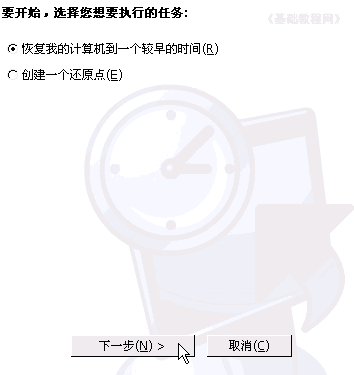 要开始，选择您想要执行的任务:
《基础教程网》
恢复我的计算机到一个较早的时间(R)
创建一个还原点(E)
下一步(N) >
取消(C)